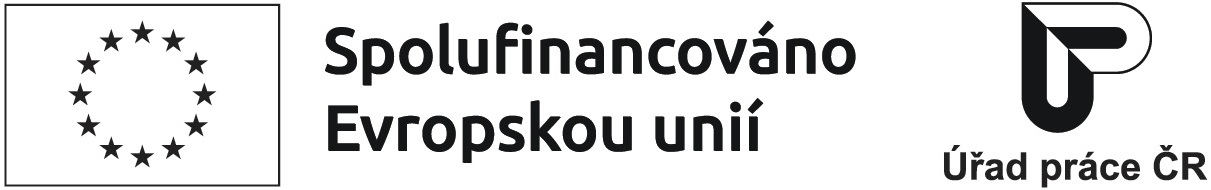 Spolufinancováno
Evropskou unií
Úřad práce ČR